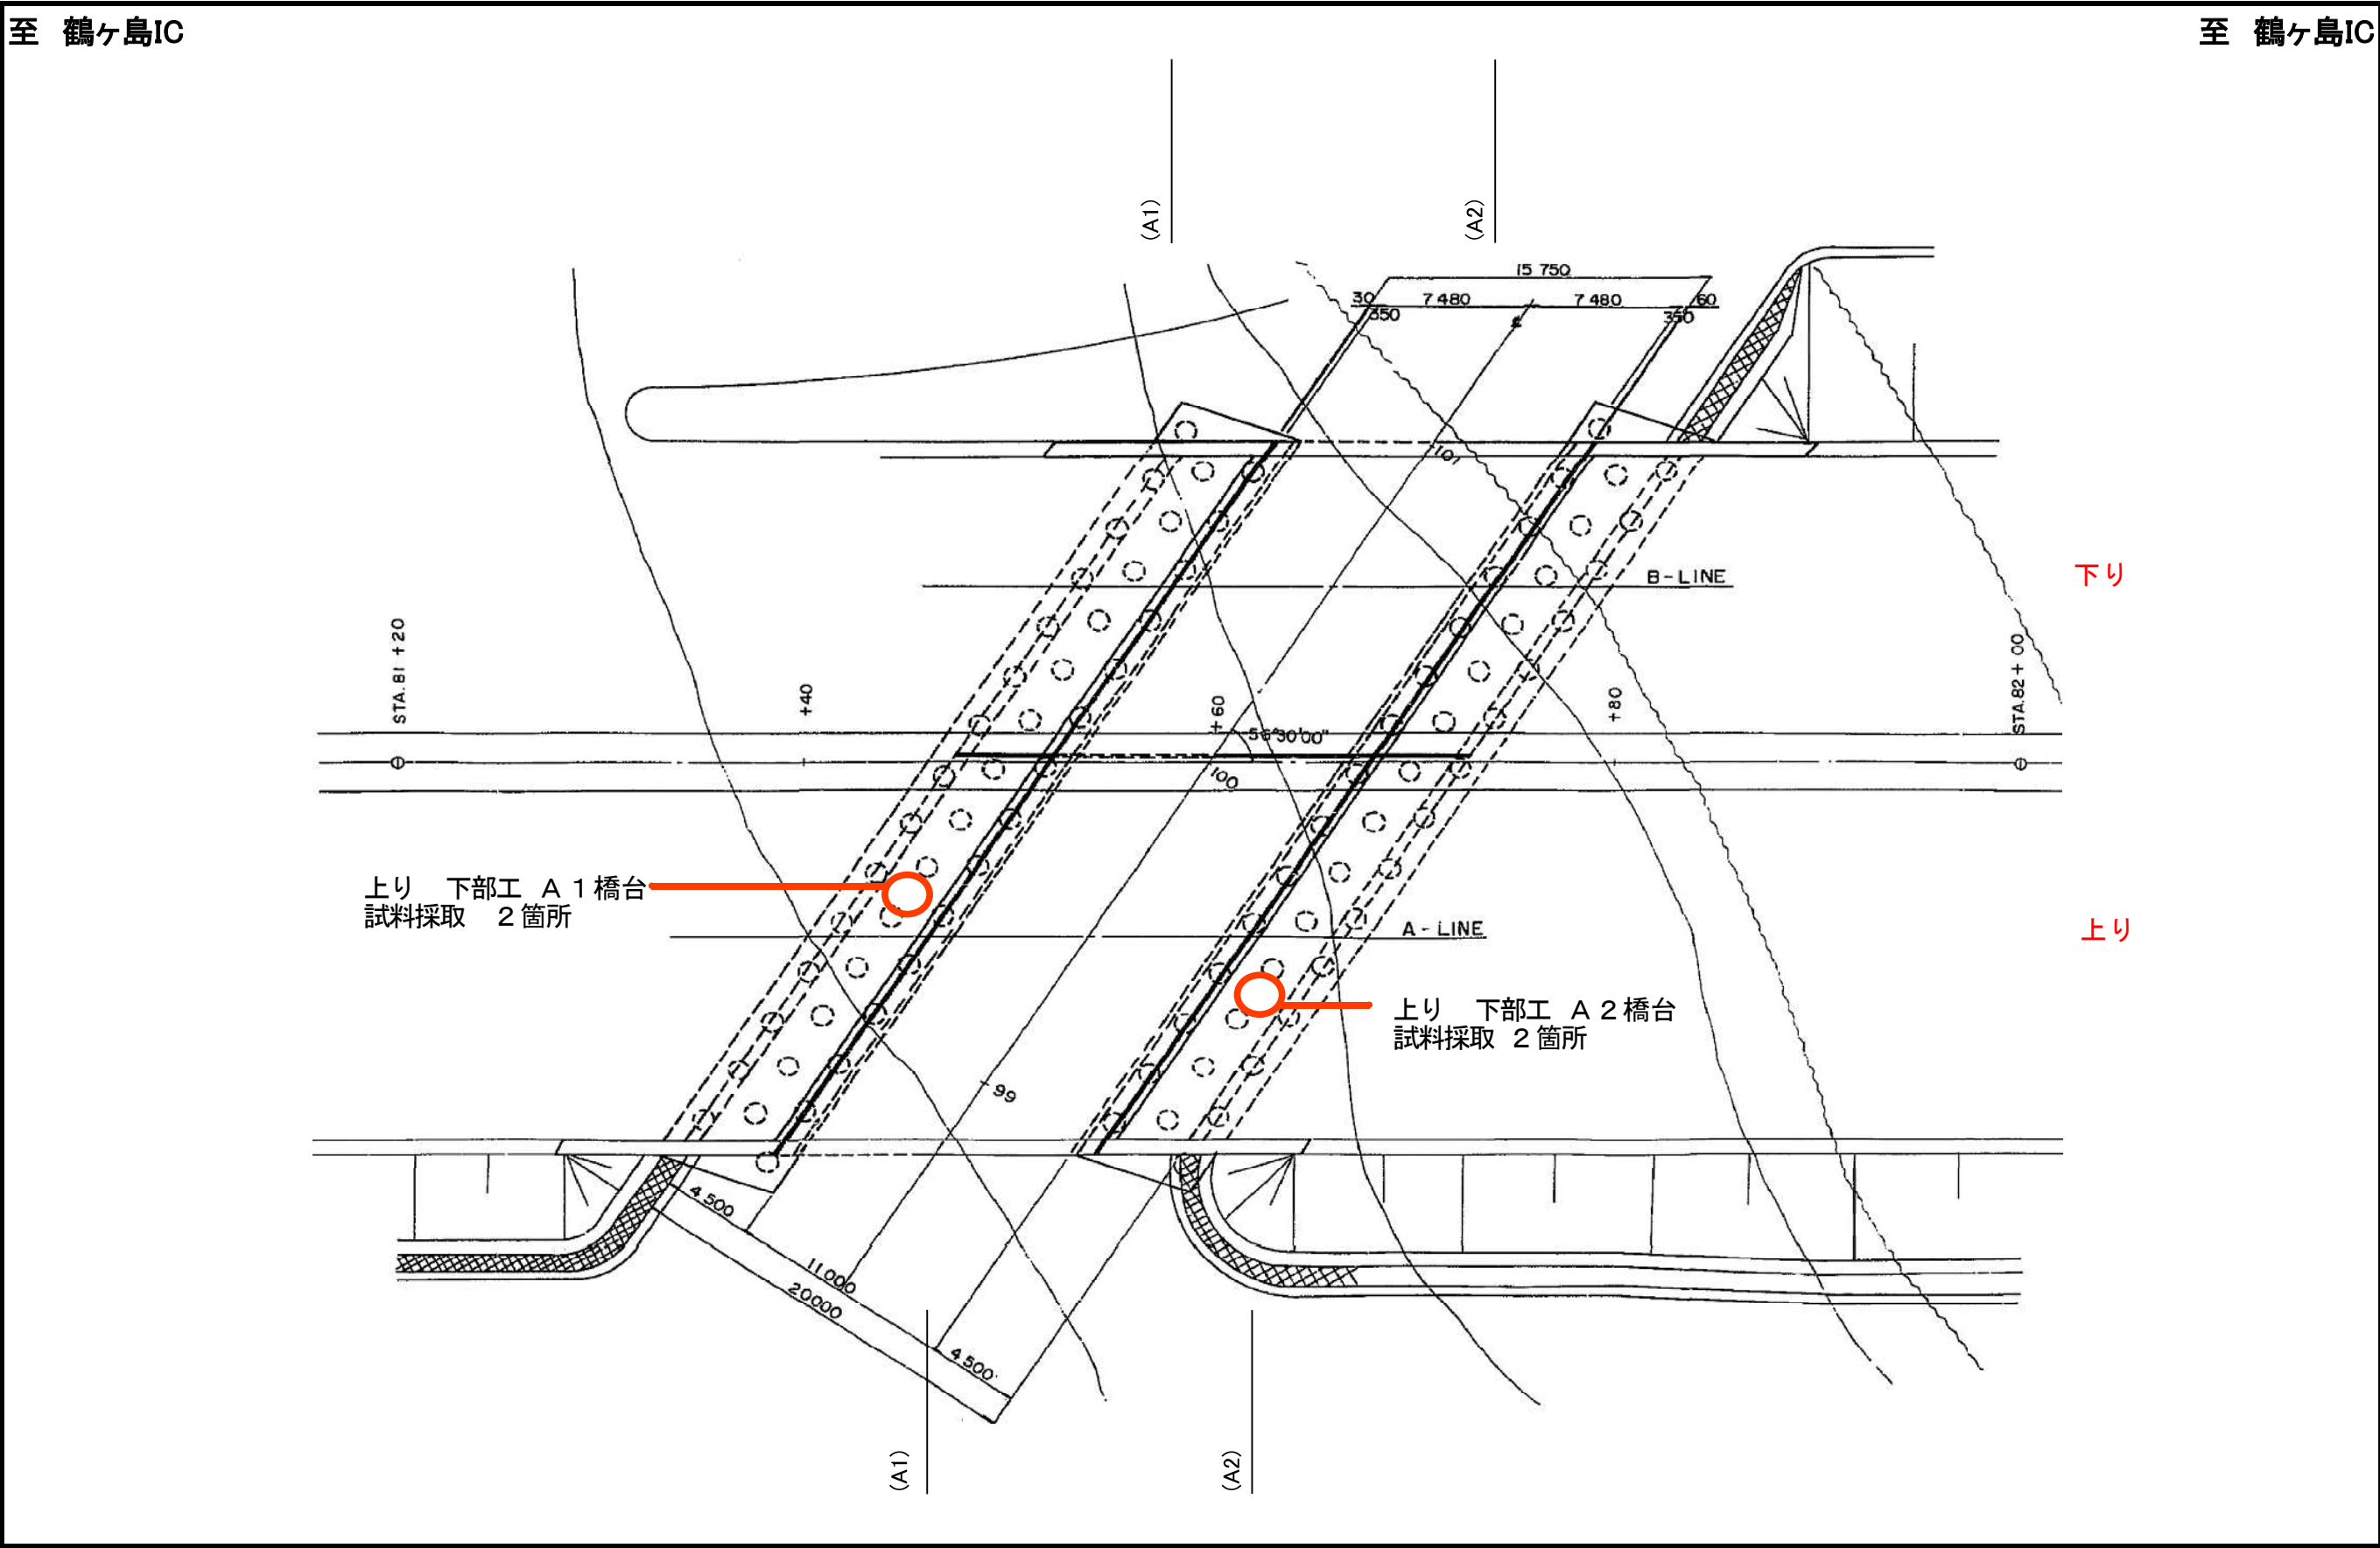 至 鶴ヶ島IC
至 鶴ヶ島IC
(A1)
(A2)
15 750
30 7 480 7 480 60
350 350
101
B-LINE
下り
STA.81 +20
+40
+60
+80
STA.82 + 00
56°30'00"
100
上り 下部工 Ａ１橋台
試料採取 ２箇所
A-LINE
上り
上り 下部工 Ａ２橋台
試料採取 ２箇所
99
4 500
11 000
20000
4 500
(A1)
(A2)